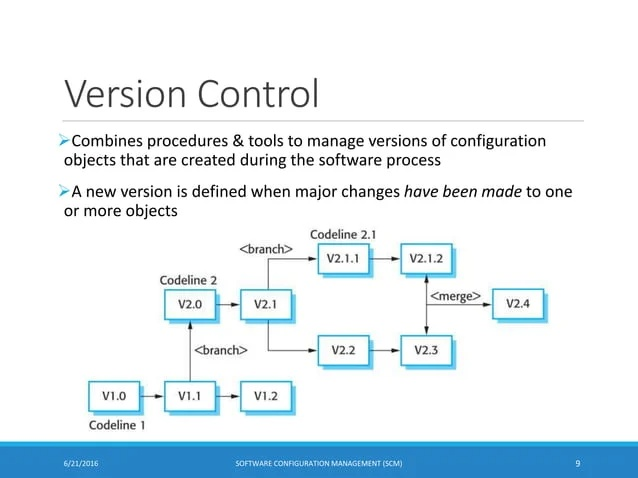 Version Control
➢Combines procedures & tools to manage versions of configuration
objects that are created during the software process
➢A new version is defined when major changes have been made to one
or more objects
Codeline 2.1
<branch>
V2.1.1
V2.1.2
Codeline 2
V2.0
V2.1
<merge>
V2.4
<branch>
V2.2
V2.3
V1.0
V1.1
V1.2
Codeline 1
6/21/2016
SOFTWARE CONFIGURATION MANAGEMENT (SCM)
9